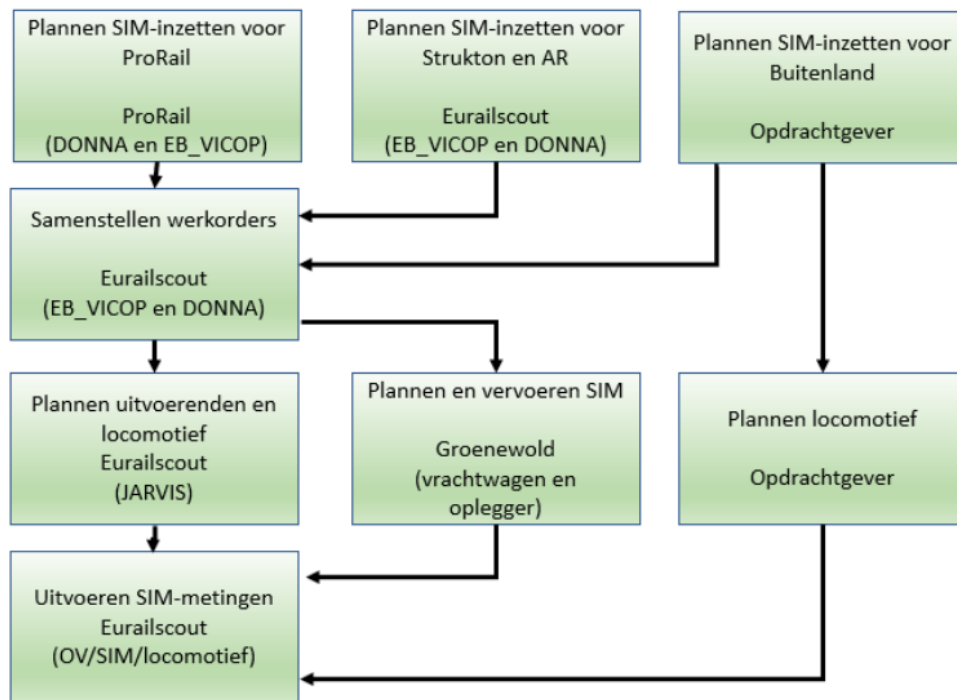 Plannen SIM-inzetten voor
ProRail
ProRail
(DONNA en EB_VICOP)
Plannen SIM-inzetten voor
Strukton en AR
Eurailscout
(EB_VICOP en DONNA)
Plannen SIM-inzetten voor
Buitenland
Opdrachtgever
Samenstellen werkorders
Eurailscout
(EB_VICOP en DONNA)
Plannen uitvoerenden en
locomotief
Eurailscout
(JARVIS)
Plannen en vervoeren SIM
Groenewold
(vrachtwagen en
oplegger)
Plannen locomotief
Opdrachtgever
Uitvoeren SIM-metingen
Eurailscout
(OV/SIM/locomotief)